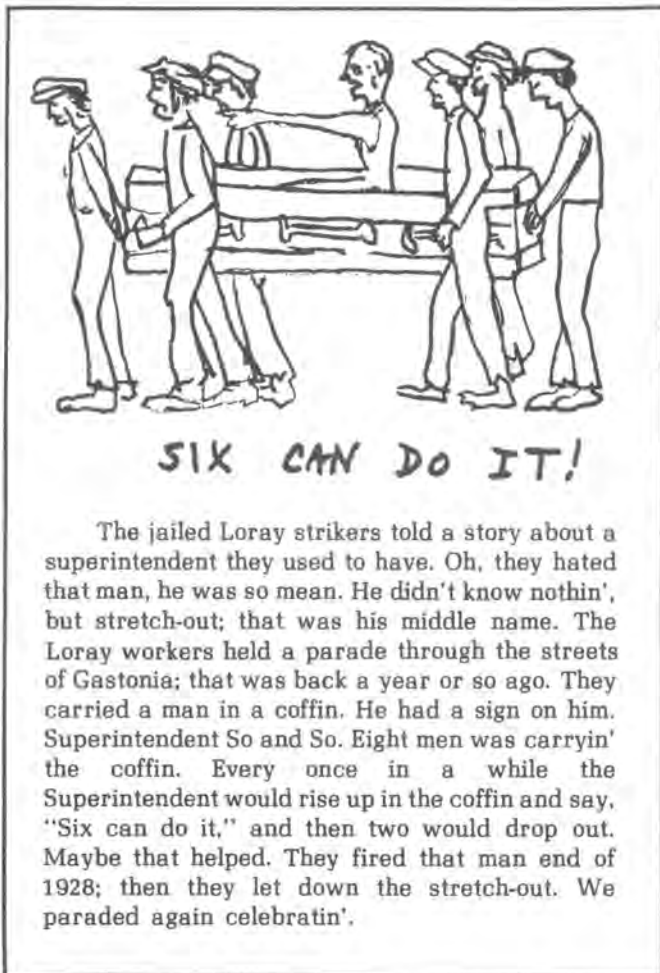 SIX CAN DO IT!
The jailed Loray strikers told a story about a
superintendent they used to have. Oh, they hated
that man, he was so mean. He didn't know nothin',
but stretch-out; that was his middle name. The
Loray workers held a parade through the streets
of Gastonia; that was back a year or so ago. They
carried a man in a coffin. He had a sign on him.
Superintendent So and So. Eight men was carryin'
the coffin. Every once in a while the
Superintendent would rise up in the coffin and say,
"Six can do it," and then two would drop out.
Maybe that helped. They fired that man end of
1928; then they let down the stretch-out. We
paraded again celebratin'.